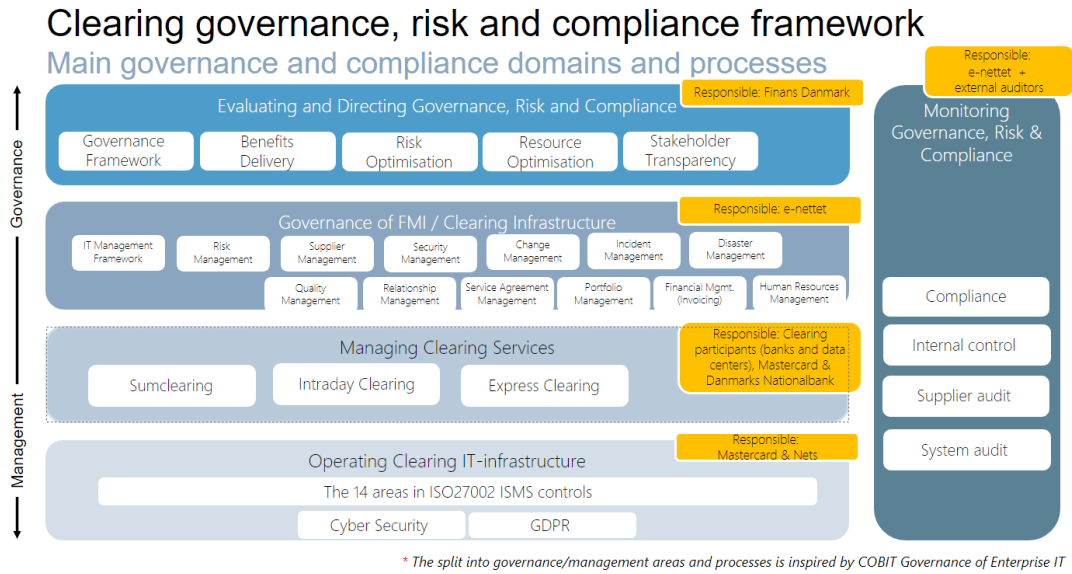 Clearing governance, risk and compliance framework
Main governance and compliance domains and processes
Responsible:
e-nettet +
external auditors
Governance
Management
Evaluating and Directing Governance, Risk and Compliance
Responsible: Finans Danmark
Governance
Framework
Benefits
Delivery
Risk
Optimisation
Resource
Optimisation
Stakeholder
Transparency
Governance of FMI / Clearing Infrastructure
Responsible: e-nettet
IT Management
Framework
Risk
Management
Supplier
Management
Security
Management
Change
Management
Incident
Management
Disaster
Management
Quality
Management
Relationship
Management
Service Agreement
Management
Portfolio
Management
Financial Mgmt.
(Invoicing)
Human Resources
Management
Managing Clearing Services
Responsible: Clearing
participants (banks and data
centers), Mastercard &
Danmarks Nationalbank
Sumclearing
Intraday Clearing
Express Clearing
Operating Clearing IT-infrastructure
Responsible:
Mastercard & Nets
The 14 areas in ISO27002 ISMS controls
Cyber Security
GDPR
Monitoring
Governance, Risk &
Compliance
Compliance
Internal control
Supplier audit
System audit
* The split into governance/management areas and processes is inspired by COBIT Governance of Enterprise IT